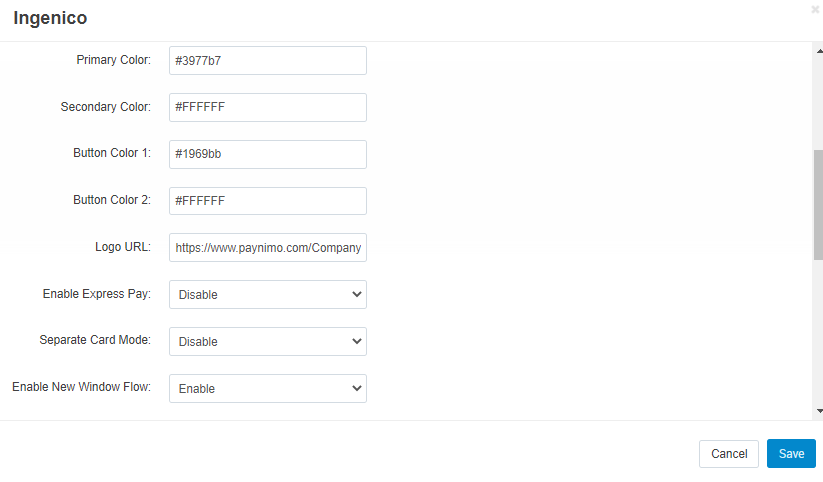 Ingenico
Primary Color: #3977b7
Secondary Color: #FFFFFF
Button Color 1: #1969bb
Button Color 2: #FFFFFF
Logo URL: https://www.paynimo.com/Company
Enable Express Pay: Disable
Separate Card Mode: Disable
Enable New Window Flow: Enable
Cancel Save